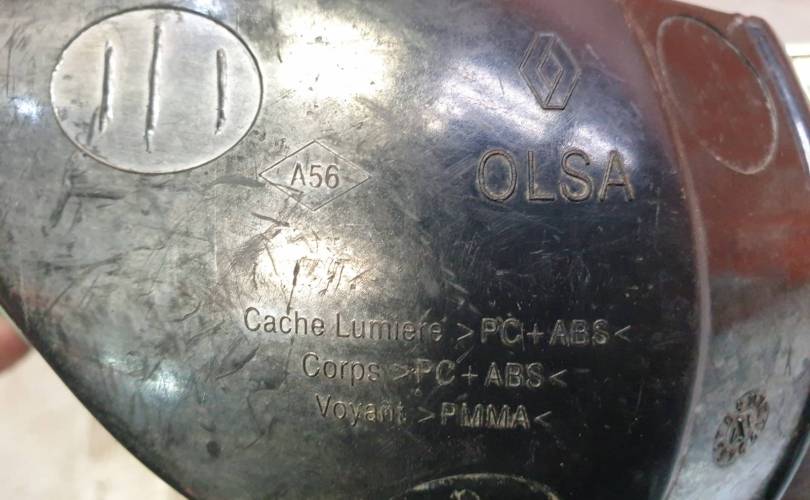 A56
OLSA
Cache Lumiere >PC+ABS<
Corps >PC+ABS<
Voyant >PMMA<